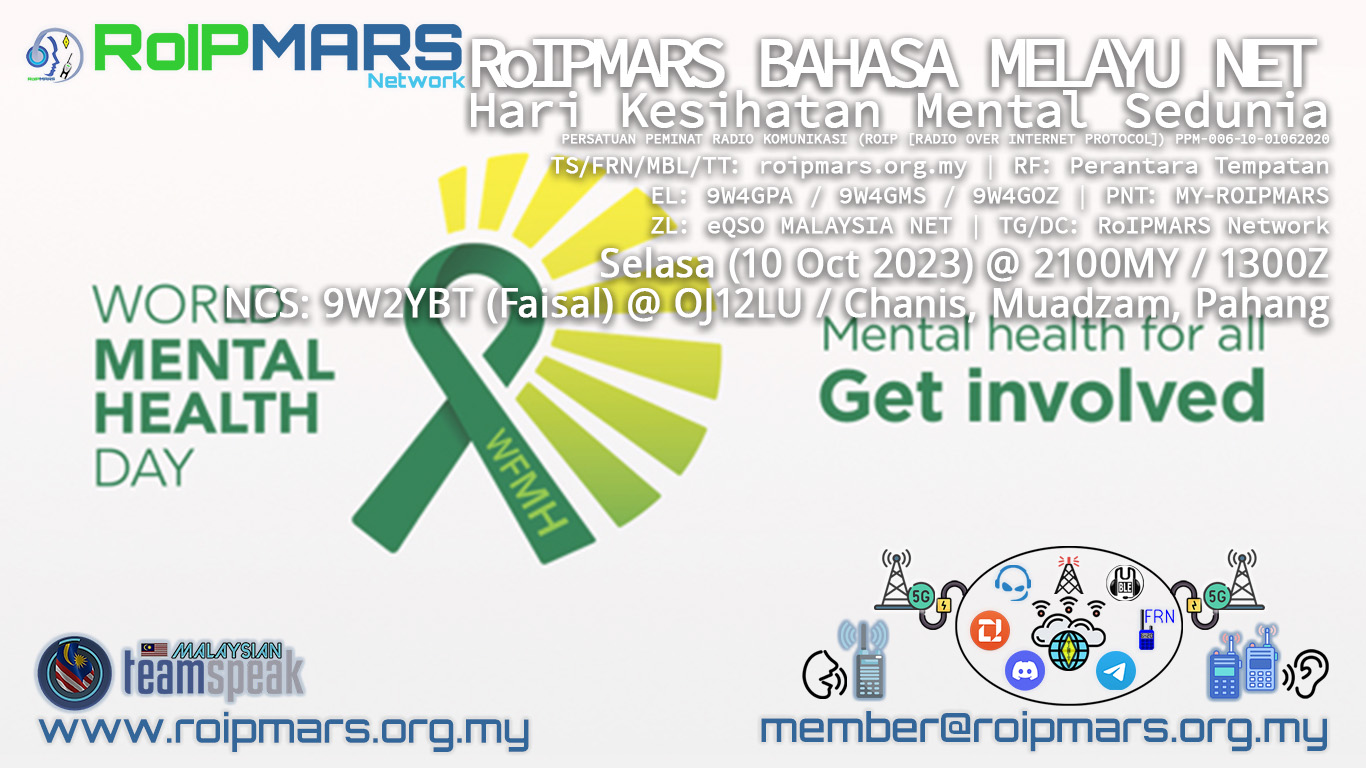 RoIPMARS
Network
RoIPMARS BAHASA MELAYU NET
Hari Kesihatan Mental Sedunia
PERSATUAN PEMINAT RADIO KOMUNIKASI (ROIP [RADIO OVER INTERNET PROTOCOL]) PPM-006-10-01062020
TS/FRN/MBL/TT: roipmars.org.my | RF: Perantara Tempatan
EL: 9W4GPA / 9W4GMS / 9W4GOZ | PNT: MY-ROIPMARS
ZL: eQSO MALAYSIA NET | TG/DC: RoIPMARS Network
Selasa (10 Oct 2023) @ 2100MY / 1300Z
NCS: 9W2YBT (Faisal) @ OJ12LU / Chanis, Muadzam, Pahang
WORLD
MENTAL
HEALTH
DAY
WFMH
Mental health for all
Get involved
5G
5G
BLE
FRN
MALAYSIAN
teamspeak
www.roipmars.org.my
member@roipmars.org.my